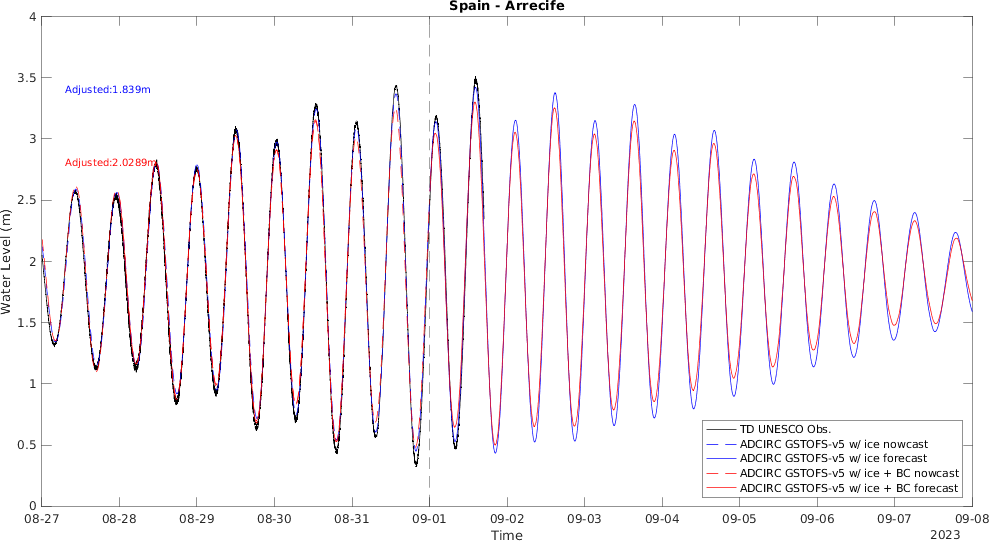 Spain - Arrecife
4
3.5
3
2.5
2
1.5
1
0.5
0
Water Level (m)
Adjusted:1.839m
Adjusted:2.0289m
TD UNESCO Obs.
ADCIRC GSTOFS-v5 w/ ice nowcast
ADCIRC GSTOFS-v5 w/ ice forecast
ADCIRC GSTOFS-v5 w/ ice + BC nowcast
ADCIRC GSTOFS-v5 w/ ice + BC forecast
08-27 08-28 08-29 08-30 08-31 09-01 09-02 09-03 09-04 09-05 09-06 09-07 09-08
Time
2023